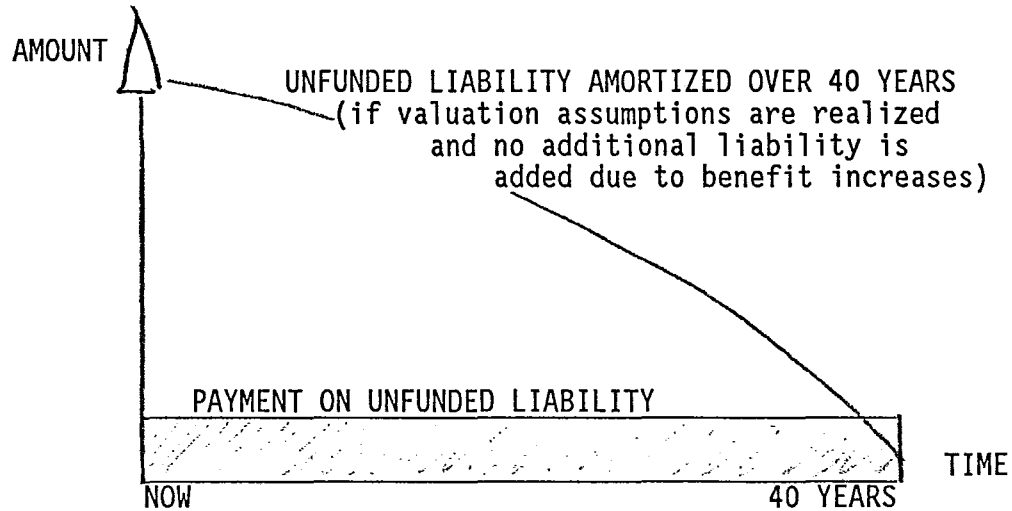 AMOUNT
UNFUNDED LIABILITY AMORTIZED OVER 40 YEARS
(if valuation assumptions are realized
and no additional liability is
added due to benefit increases)
PAYMENT ON UNFUNDED LIABILITY
TIME
NOW
40 YEARS